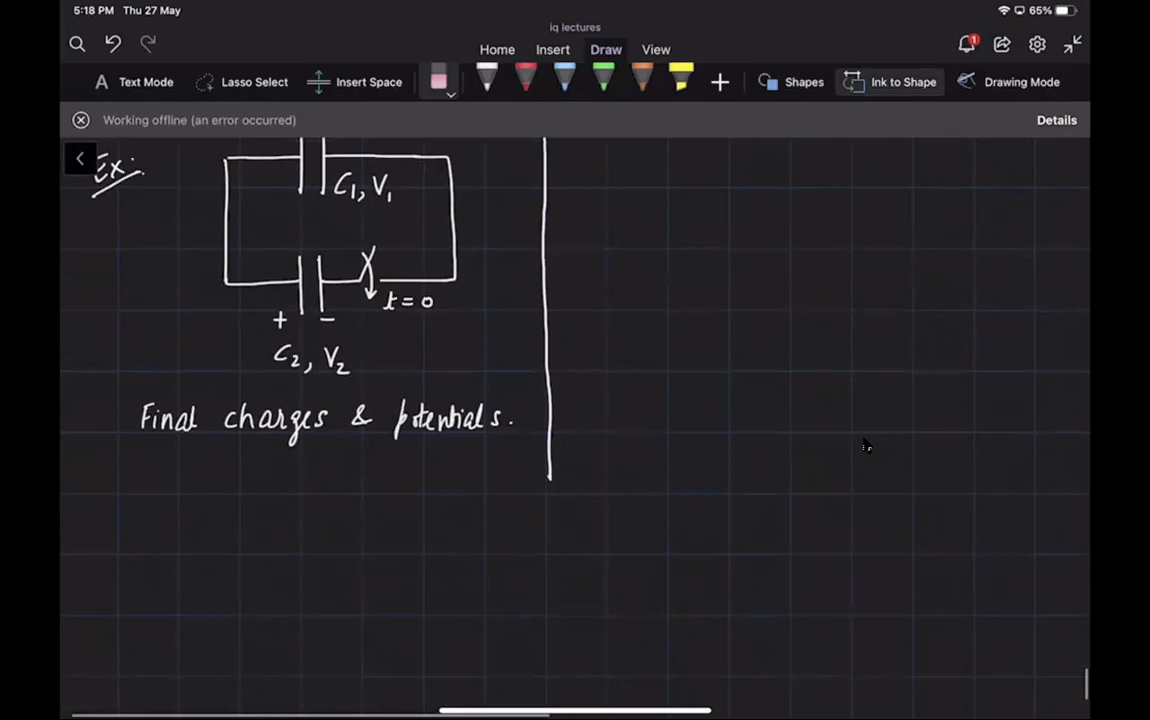 5:18 PM Thu 27 May
65%
iq lectures
Home Insert Draw View
1
Text Mode Lasso Select Insert Space Shapes Ink to Shape Drawing Mode
Working offline (an error occurred) Details
Ex:
C₁, V₁
t = 0
+ −
C₂, V₂
Final charges & potentials.